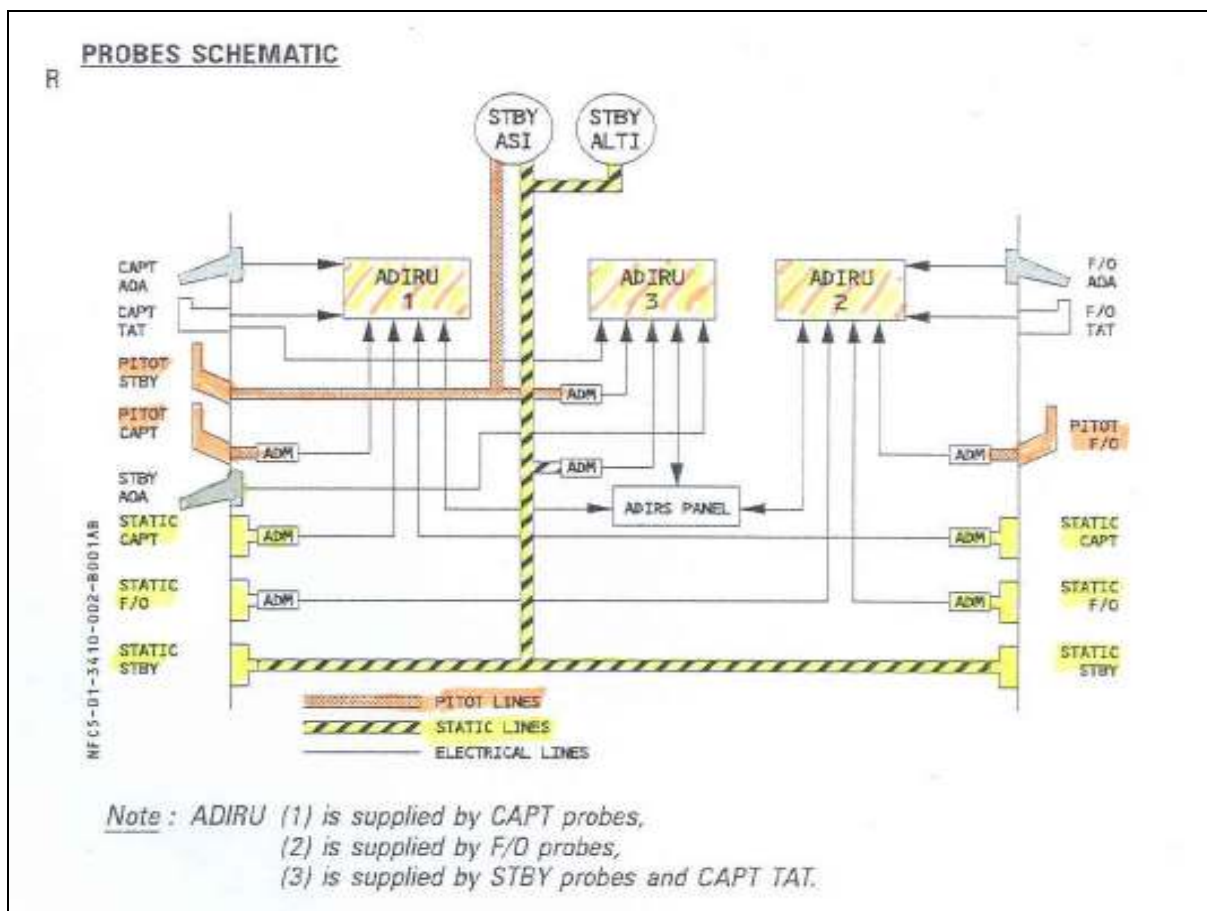 PROBES SCHEMATIC
R
STBY
ASI
STBY
ALTI
CAPT
AOA
CAPT
TAT
PITOT
STBY
PITOT
CAPT
STBY
AOA
STATIC
CAPT
STATIC
F/O
STATIC
STBY
ADIRU
1
ADIRU
3
ADIRU
2
F/O
AOA
F/O
TAT
PITOT
F/O
STATIC
CAPT
STATIC
F/O
STATIC
STBY
ADM
ADM
ADM
ADM
ADIRS PANEL
ADM
ADM
ADM
ADM
PITOT LINES
STATIC LINES
ELECTRICAL LINES
NFC5-01-3410-002-B001AB
Note : ADIRU (1) is supplied by CAPT probes,
(2) is supplied by F/O probes,
(3) is supplied by STBY probes and CAPT TAT.